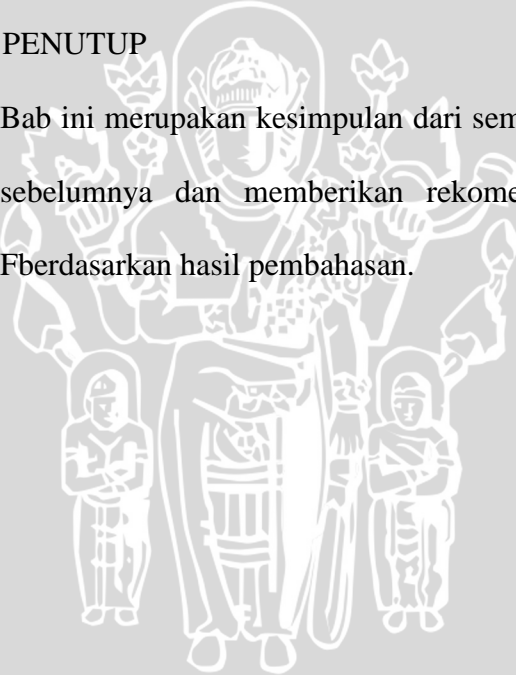 PENUTUP
Bab ini merupakan kesimpulan dari sem
sebelumnya dan memberikan rekome
Fberdasarkan hasil pembahasan.